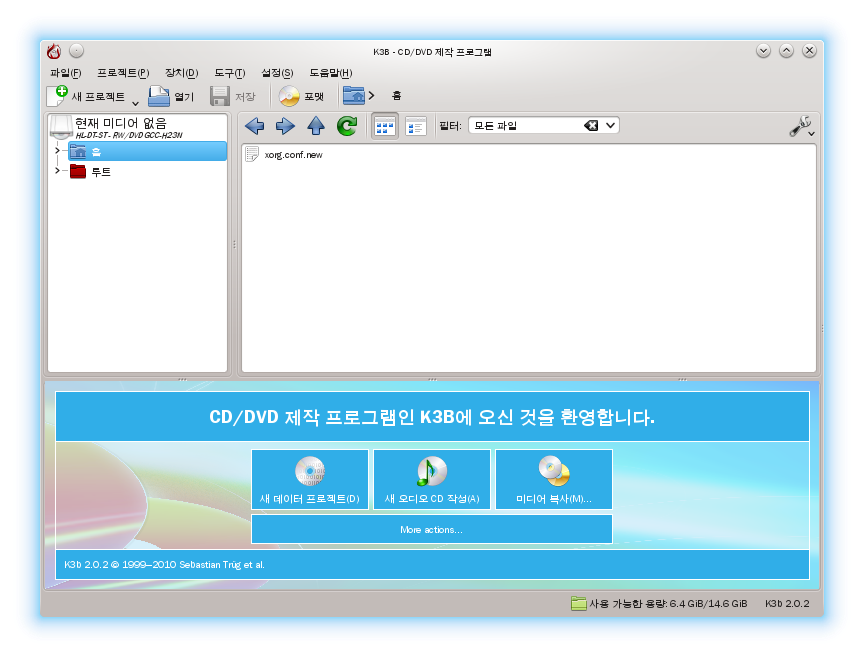 K3B - CD/DVD 제작 프로그램
파일(F) 프로젝트(P) 장치(D) 도구(T) 설정(S) 도움말(H)
새 프로젝트 열기 저장 포맷 홈
현재 미디어 없음
HL-DT-ST - RW/DVD GCC-H23N
홈
루트
필터: 모든 파일
xorg.conf.new
CD/DVD 제작 프로그램인 K3B에 오신 것을 환영합니다.
새 데이터 프로젝트(D) 새 오디오 CD 작성(A) 미디어 복사(M)...
More actions...
K3b 2.0.2 © 1999–2010 Sebastian Trüg et al.
사용 가능한 용량: 6.4 GiB/14.6 GiB K3b 2.0.2